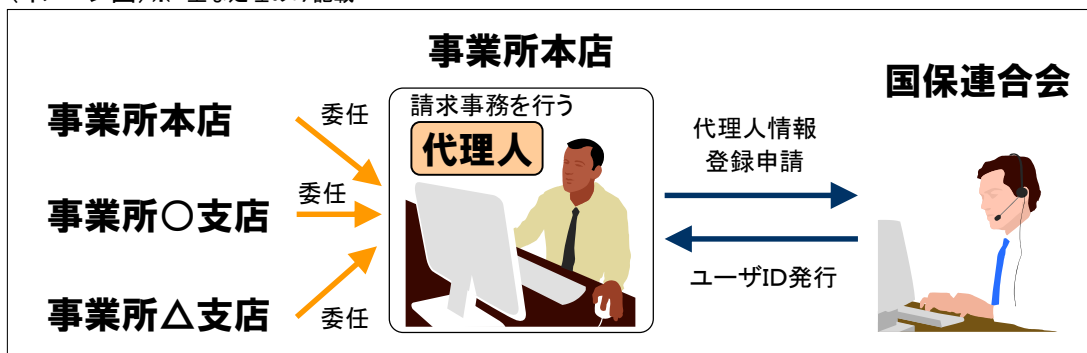 事業所本店
国保連合会
事業所本店
委任
請求事務を行う
代理人
代理人情報
登録申請
事業所○支店
委任
ユーザID発行
事業所△支店
委任